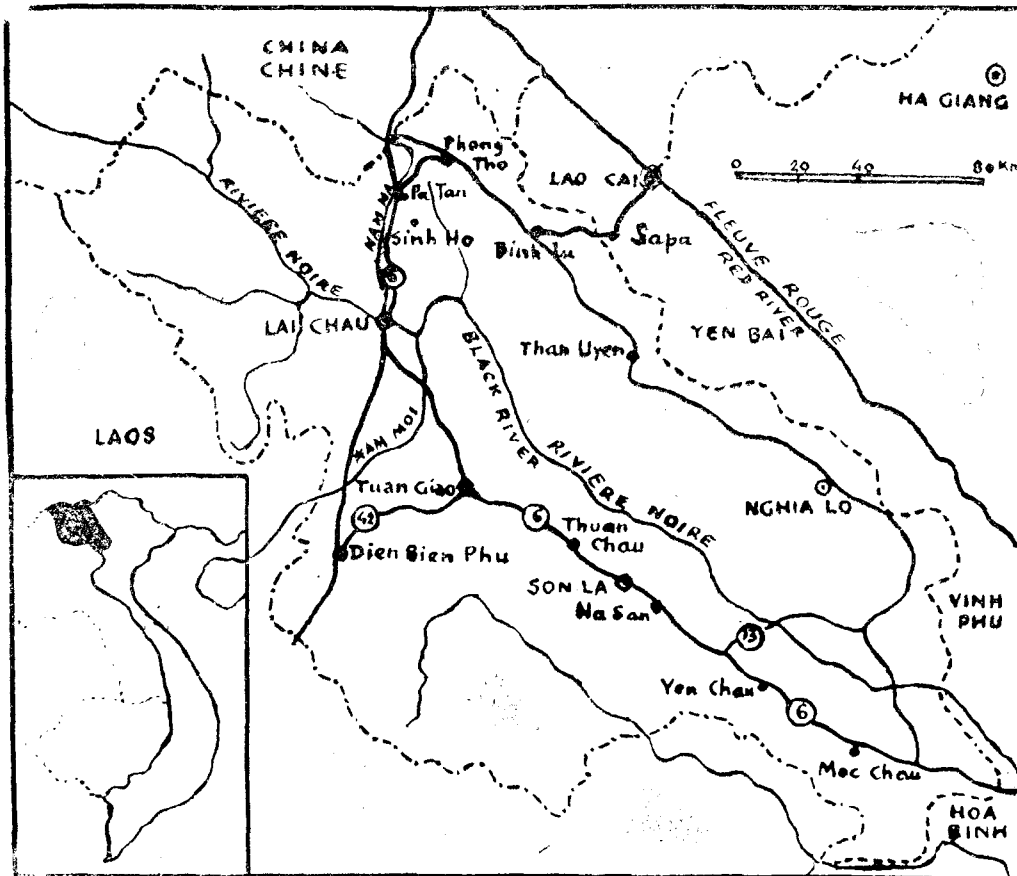 CHINA
CHINE
HA GIANG
0 20 40 80 Km
Phong
Tho
LAO CAI
Pa Tan
NAM NA
Sinh Ho
RIVIERE NOIRE
Binh Lu
Sapa
FLEUVE ROUGE
RED RIVER
LAI CHAU
YEN BAI
Than Uyen
BLACK RIVER
RIVIERE NOIRE
LAOS
NAM MOI
Tuan Giao
NGHIA LO
42
6
Thuan
Chau
Dien Bien Phu
SON LA
Na San
VINH
PHU
13
Yen Chau
6
Moc Chau
HOA
BINH